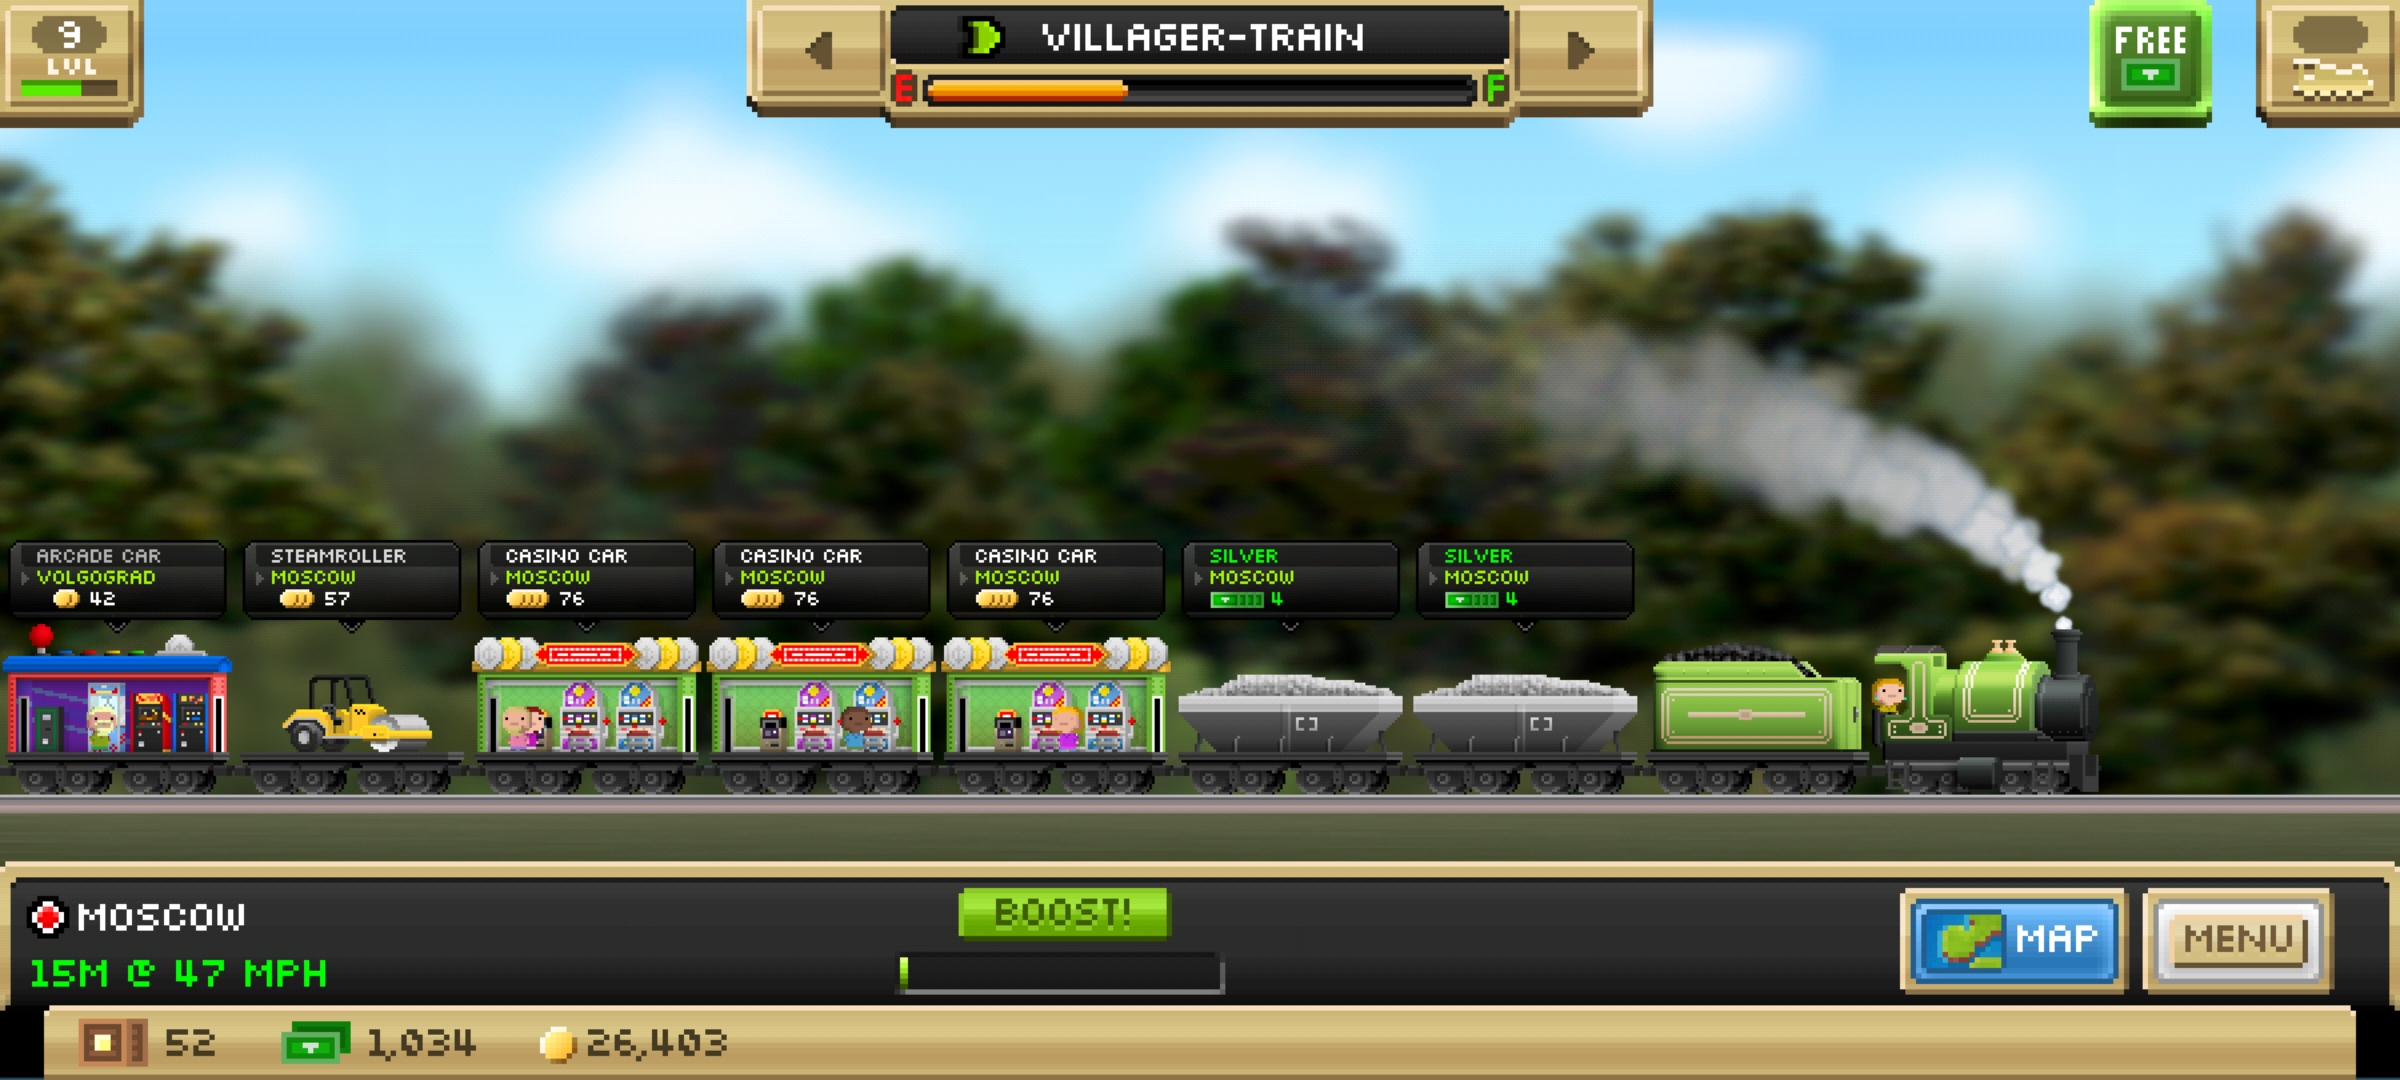 9
LVL
VILLAGER-TRAIN
E F
FREE
ARCADE CAR
VOLGOGRAD
42
STEAMROLLER
MOSCOW
57
CASINO CAR
MOSCOW
76
CASINO CAR
MOSCOW
76
CASINO CAR
MOSCOW
76
SILVER
MOSCOW
4
SILVER
MOSCOW
4
MOSCOW
15M @ 47 MPH
BOOST!
MAP
MENU
52
1,034
26,403